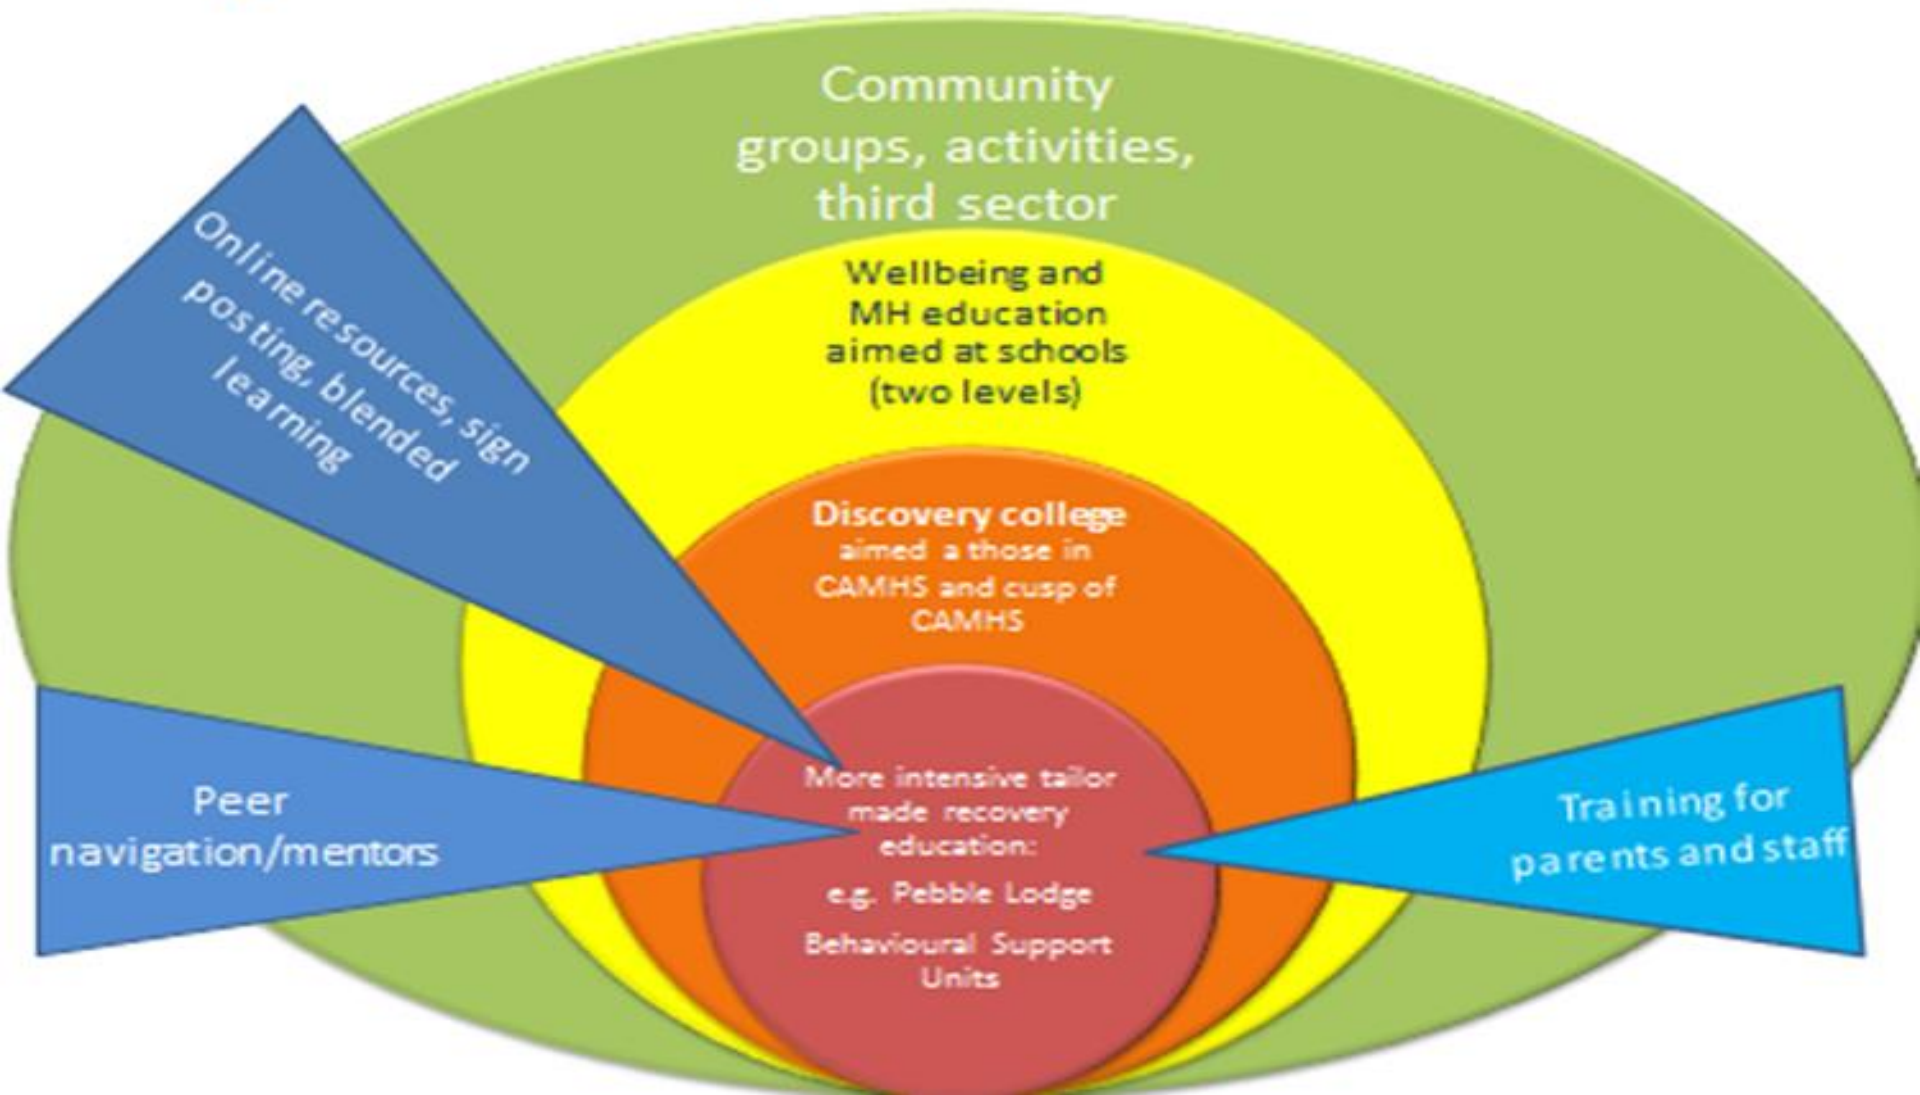 Community
groups, activities,
third sector
Wellbeing and
MH education
aimed at schools
(two levels)
Discovery college
aimed a those in
CAMHS and cusp of
CAMHS
More intensive tailor
made recovery
education:
e.g. Pebble Lodge
Behavioural Support
Units
Online resources, sign
posting, blended
learning
Peer
navigation/mentors
Training for
parents and staff